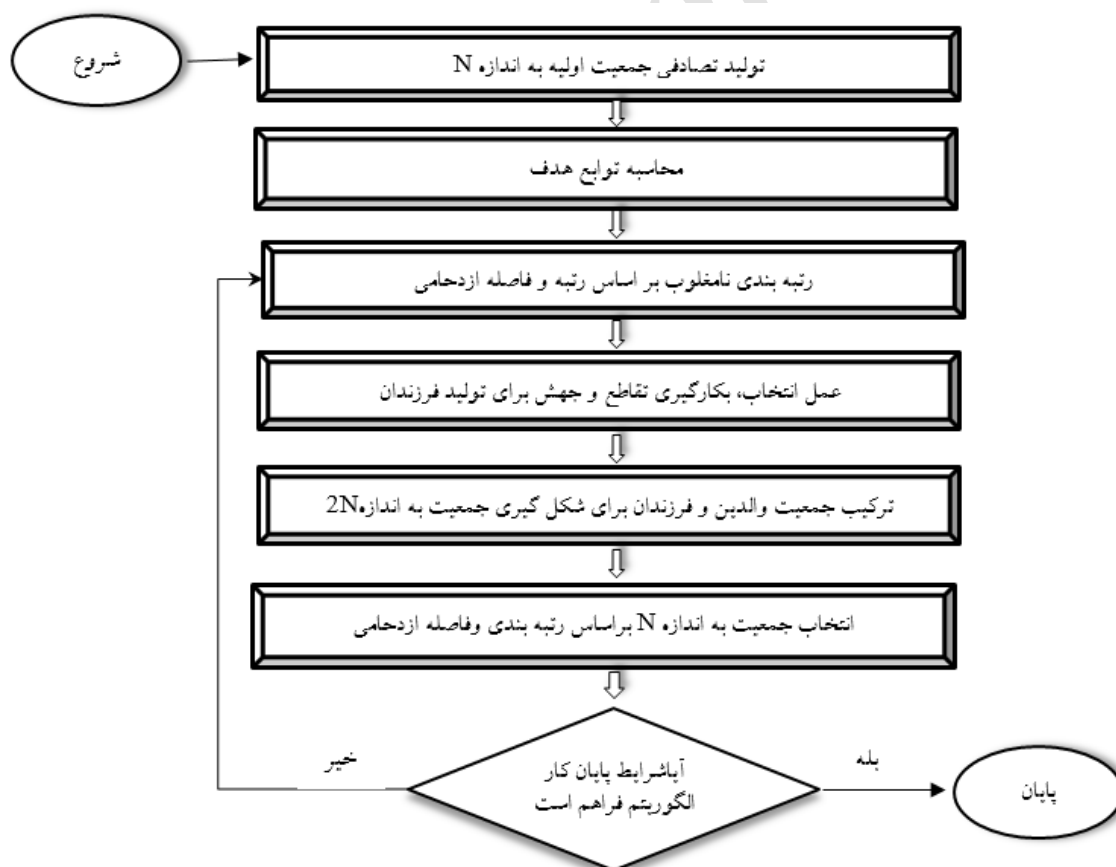 شروع
تولید تصادفی جمعیت اولیه به اندازه N
محاسبه توابع هدف
رتبه بندی نامغلوب بر اساس رتبه و فاصله ازدحامی
عمل انتخاب، بکارگیری تقاطع و جهش برای تولید فرزندان
ترکیب جمعیت والدین و فرزندان برای شکل گیری جمعیت به اندازه2N
انتخاب جمعیت به اندازه N براساس رتبه بندی وفاصله ازدحامی
آیاشرایط پایان کار
الگوریتم فراهم است
خیر
بله
پایان